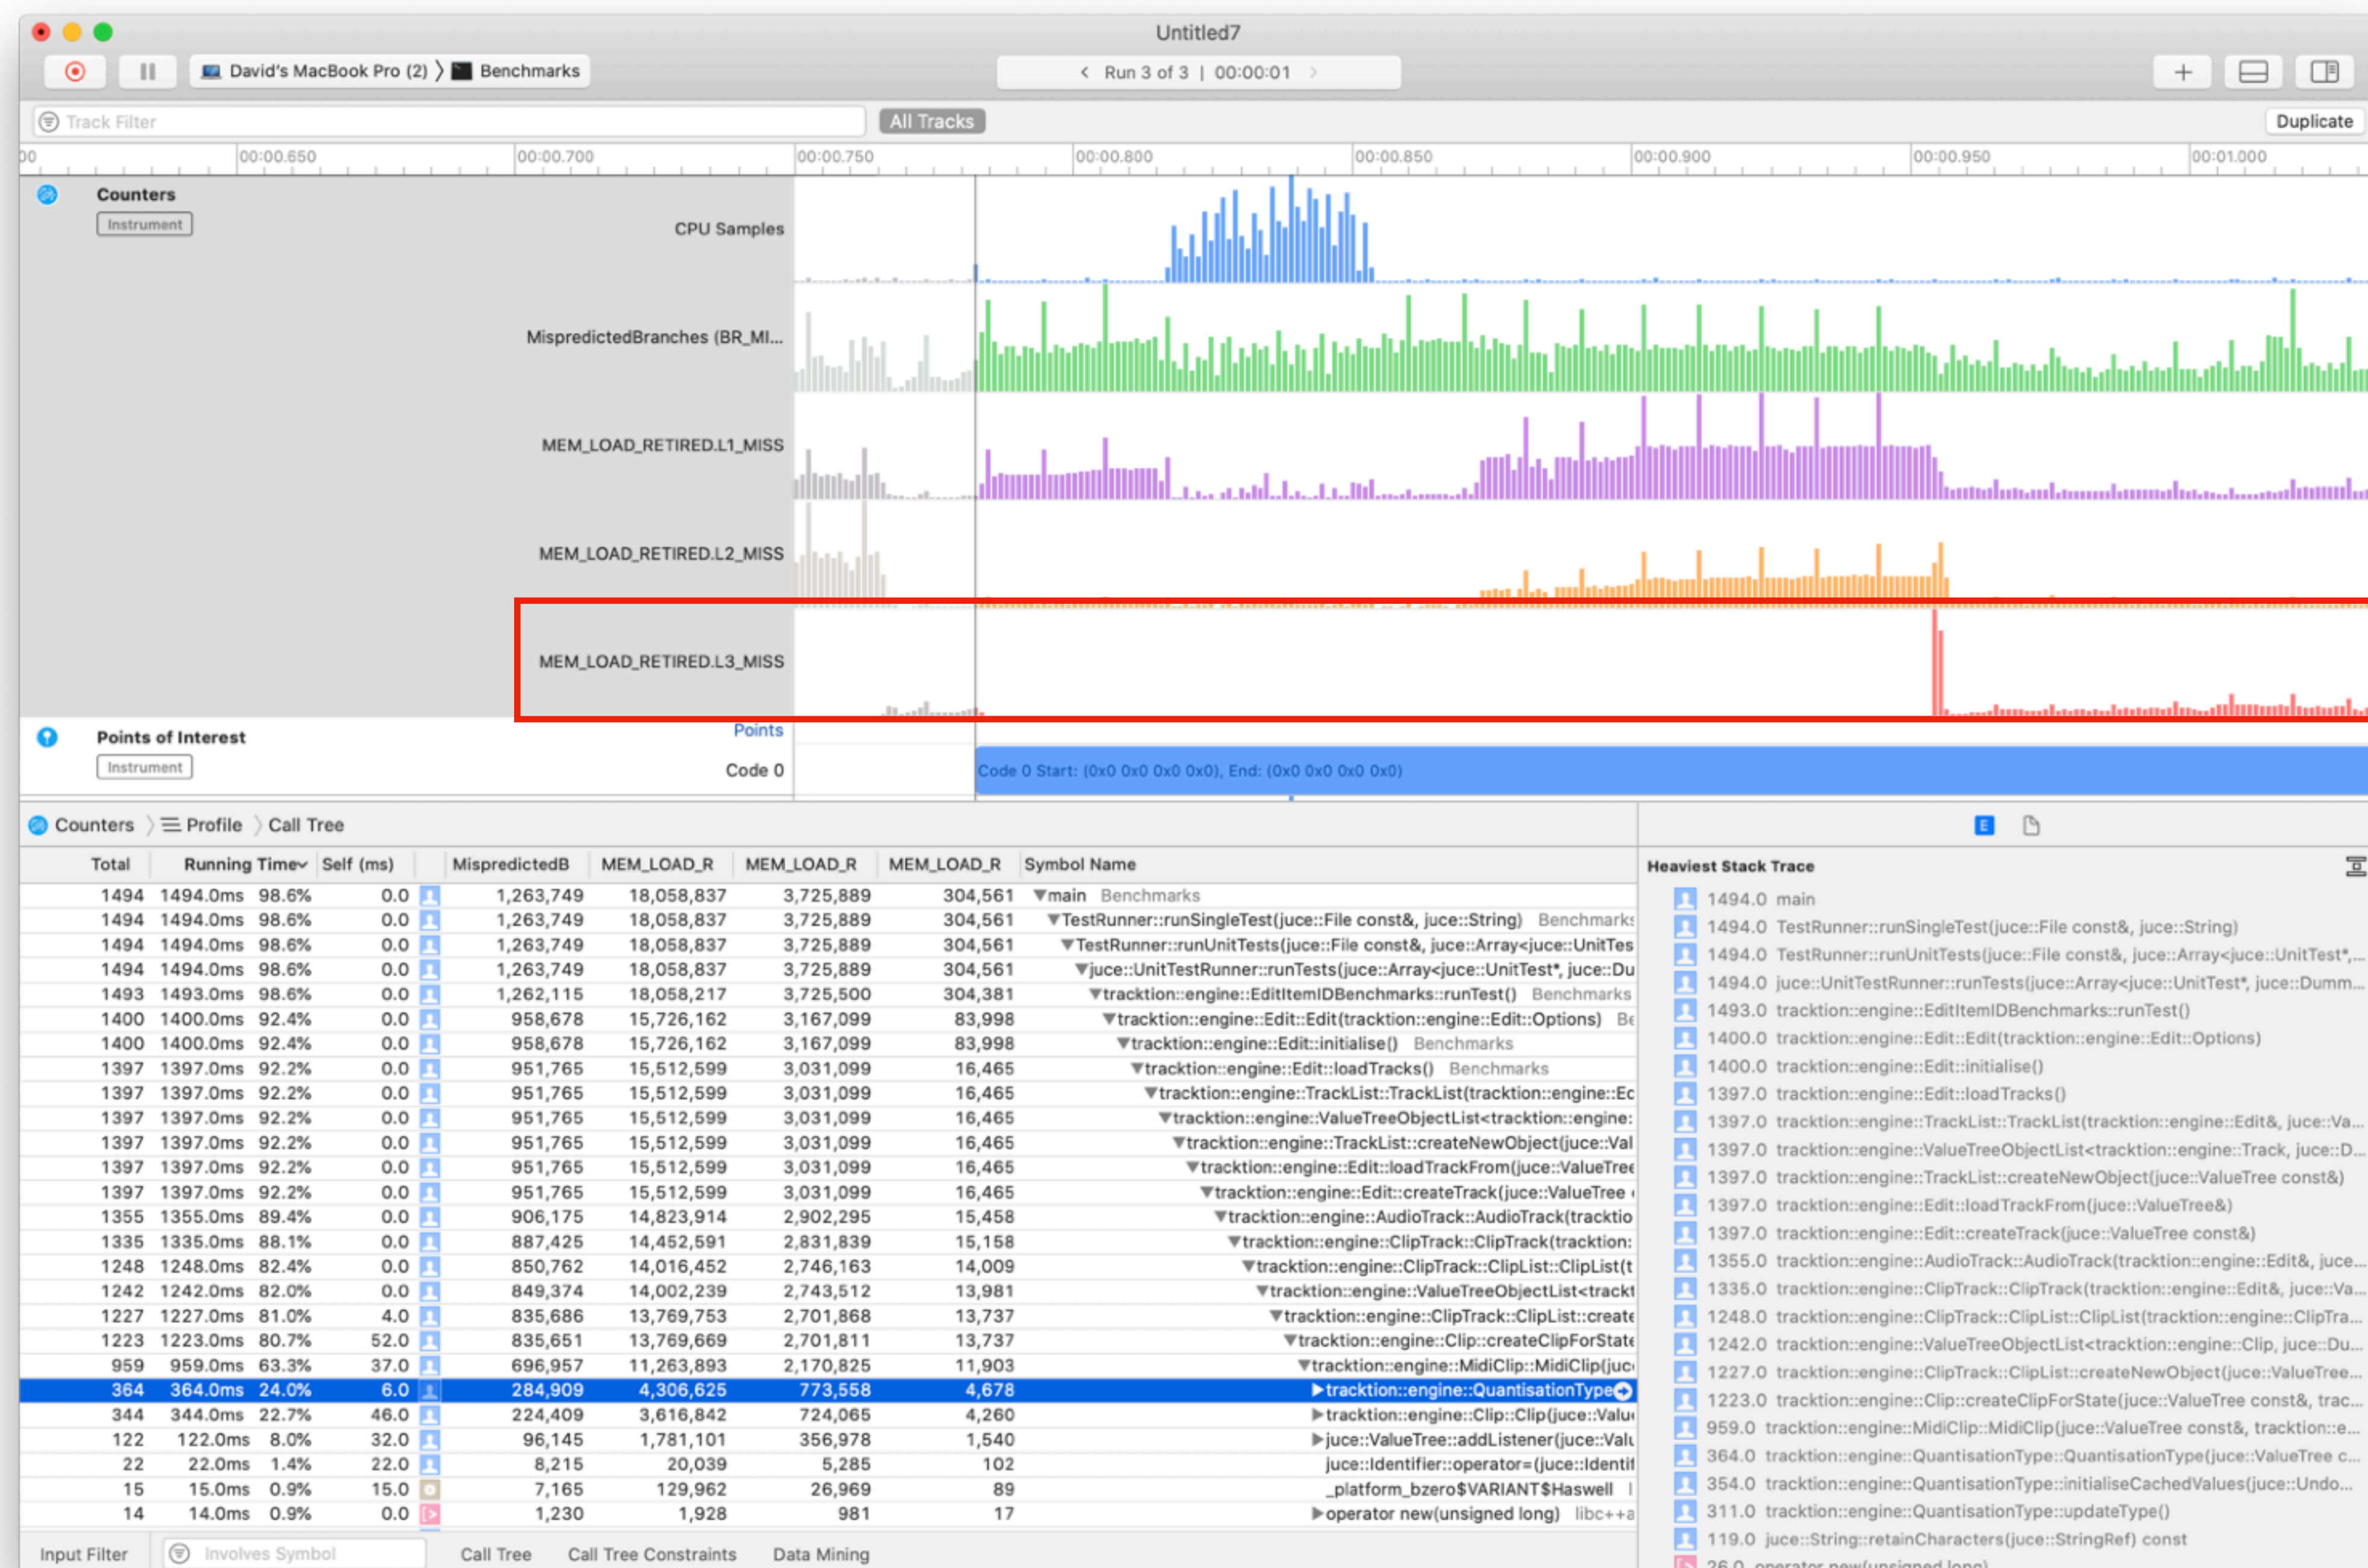 Untitled7
David's MacBook Pro (2) 〉 Benchmarks
< Run 3 of 3 | 00:00:01 >
Track Filter All Tracks Duplicate
00 00:00.650 00:00.700 00:00.750 00:00.800 00:00.850 00:00.900 00:00.950 00:01.000
Counters
Instrument
CPU Samples
MispredictedBranches (BR_MI...
MEM_LOAD_RETIRED.L1_MISS
MEM_LOAD_RETIRED.L2_MISS
MEM_LOAD_RETIRED.L3_MISS
Points of Interest
Instrument
Points
Code 0
Code 0 Start: (0x0 0x0 0x0 0x0), End: (0x0 0x0 0x0 0x0)
Counters 〉 Profile 〉 Call Tree E
Total Running Time Self (ms) MispredictedB MEM_LOAD_R MEM_LOAD_R MEM_LOAD_R Symbol Name
1494 1494.0ms 98.6% 0.0 1,263,749 18,058,837 3,725,889 304,561 main Benchmarks
1494 1494.0ms 98.6% 0.0 1,263,749 18,058,837 3,725,889 304,561 TestRunner::runSingleTest(juce::File const&, juce::String) Benchmarks
1494 1494.0ms 98.6% 0.0 1,263,749 18,058,837 3,725,889 304,561 TestRunner::runUnitTests(juce::File const&, juce::Array<juce::UnitTes
1494 1494.0ms 98.6% 0.0 1,263,749 18,058,837 3,725,889 304,561 juce::UnitTestRunner::runTests(juce::Array<juce::UnitTest*, juce::Du
1493 1493.0ms 98.6% 0.0 1,262,115 18,058,217 3,725,500 304,381 tracktion::engine::EditItemIDBenchmarks::runTest() Benchmarks
1400 1400.0ms 92.4% 0.0 958,678 15,726,162 3,167,099 83,998 tracktion::engine::Edit::Edit(tracktion::engine::Edit::Options) Be
1400 1400.0ms 92.4% 0.0 958,678 15,726,162 3,167,099 83,998 tracktion::engine::Edit::initialise() Benchmarks
1397 1397.0ms 92.2% 0.0 951,765 15,512,599 3,031,099 16,465 tracktion::engine::Edit::loadTracks() Benchmarks
1397 1397.0ms 92.2% 0.0 951,765 15,512,599 3,031,099 16,465 tracktion::engine::TrackList::TrackList(tracktion::engine::Ec
1397 1397.0ms 92.2% 0.0 951,765 15,512,599 3,031,099 16,465 tracktion::engine::ValueTreeObjectList<tracktion::engine:
1397 1397.0ms 92.2% 0.0 951,765 15,512,599 3,031,099 16,465 tracktion::engine::TrackList::createNewObject(juce::Val
1397 1397.0ms 92.2% 0.0 951,765 15,512,599 3,031,099 16,465 tracktion::engine::Edit::loadTrackFrom(juce::ValueTree
1397 1397.0ms 92.2% 0.0 951,765 15,512,599 3,031,099 16,465 tracktion::engine::Edit::createTrack(juce::ValueTree
1355 1355.0ms 89.4% 0.0 906,175 14,823,914 2,902,295 15,458 tracktion::engine::AudioTrack::AudioTrack(tracktio
1335 1335.0ms 88.1% 0.0 887,425 14,452,591 2,831,839 15,158 tracktion::engine::ClipTrack::ClipTrack(tracktion:
1248 1248.0ms 82.4% 0.0 850,762 14,016,452 2,746,163 14,009 tracktion::engine::ClipTrack::ClipList::ClipList(t
1242 1242.0ms 82.0% 0.0 849,374 14,002,239 2,743,512 13,981 tracktion::engine::ValueTreeObjectList<trackt
1227 1227.0ms 81.0% 4.0 835,686 13,769,753 2,701,868 13,737 tracktion::engine::ClipTrack::ClipList::create
1223 1223.0ms 80.7% 52.0 835,651 13,769,669 2,701,811 13,737 tracktion::engine::Clip::createClipForState
959 959.0ms 63.3% 37.0 696,957 11,263,893 2,170,825 11,903 tracktion::engine::MidiClip::MidiClip(juc
364 364.0ms 24.0% 6.0 284,909 4,306,625 773,558 4,678 tracktion::engine::QuantisationType
344 344.0ms 22.7% 46.0 224,409 3,616,842 724,065 4,260 tracktion::engine::Clip::Clip(juce::Valu
122 122.0ms 8.0% 32.0 96,145 1,781,101 356,978 1,540 juce::ValueTree::addListener(juce::Valu
22 22.0ms 1.4% 22.0 8,215 20,039 5,285 102 juce::Identifier::operator=(juce::Identif
15 15.0ms 0.9% 15.0 7,165 129,962 26,969 89 _platform_bzero$VARIANT$Haswell
14 14.0ms 0.9% 0.0 1,230 1,928 981 17 operator new(unsigned long) libc++a
Input Filter Involves Symbol Call Tree Call Tree Constraints Data Mining
Heaviest Stack Trace
1494.0 main
1494.0 TestRunner::runSingleTest(juce::File const&, juce::String)
1494.0 TestRunner::runUnitTests(juce::File const&, juce::Array<juce::UnitTest*,...
1494.0 juce::UnitTestRunner::runTests(juce::Array<juce::UnitTest*, juce::Dumm...
1493.0 tracktion::engine::EditItemIDBenchmarks::runTest()
1400.0 tracktion::engine::Edit::Edit(tracktion::engine::Edit::Options)
1400.0 tracktion::engine::Edit::initialise()
1397.0 tracktion::engine::Edit::loadTracks()
1397.0 tracktion::engine::TrackList::TrackList(tracktion::engine::Edit&, juce::Va...
1397.0 tracktion::engine::ValueTreeObjectList<tracktion::engine::Track, juce::D...
1397.0 tracktion::engine::TrackList::createNewObject(juce::ValueTree const&)
1397.0 tracktion::engine::Edit::loadTrackFrom(juce::ValueTree&)
1397.0 tracktion::engine::Edit::createTrack(juce::ValueTree const&)
1355.0 tracktion::engine::AudioTrack::AudioTrack(tracktion::engine::Edit&, juce...
1335.0 tracktion::engine::ClipTrack::ClipTrack(tracktion::engine::Edit&, juce::Va...
1248.0 tracktion::engine::ClipTrack::ClipList::ClipList(tracktion::engine::ClipTra...
1242.0 tracktion::engine::ValueTreeObjectList<tracktion::engine::Clip, juce::Du...
1227.0 tracktion::engine::ClipTrack::ClipList::createNewObject(juce::ValueTree...
1223.0 tracktion::engine::Clip::createClipForState(juce::ValueTree const&, trac...
959.0 tracktion::engine::MidiClip::MidiClip(juce::ValueTree const&, tracktion::e...
364.0 tracktion::engine::QuantisationType::QuantisationType(juce::ValueTree c...
354.0 tracktion::engine::QuantisationType::initialiseCachedValues(juce::Undo...
311.0 tracktion::engine::QuantisationType::updateType()
119.0 juce::String::retainCharacters(juce::StringRef) const
26.0 operator new(unsigned long)